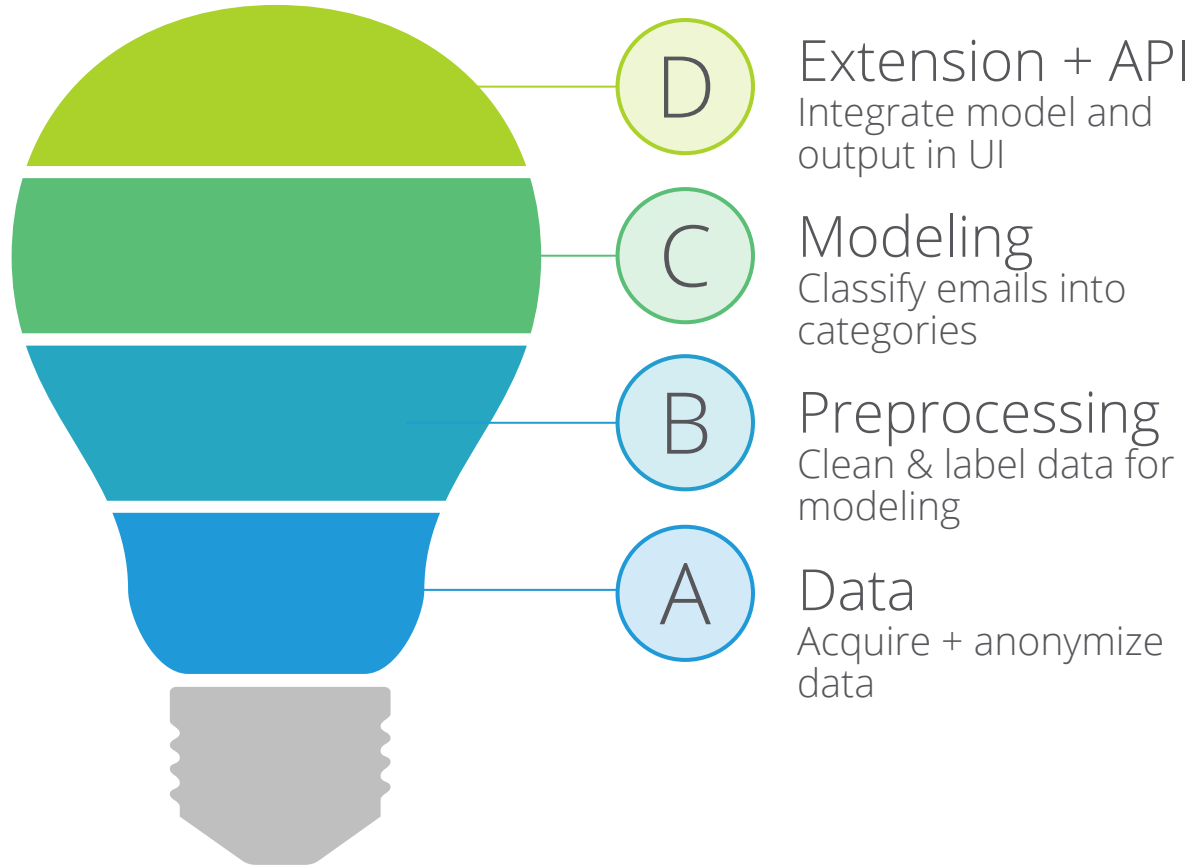 D
Extension + API
Integrate model and
output in UI
C
Modeling
Classify emails into
categories
B
Preprocessing
Clean & label data for
modeling
A
Data
Acquire + anonymize
data